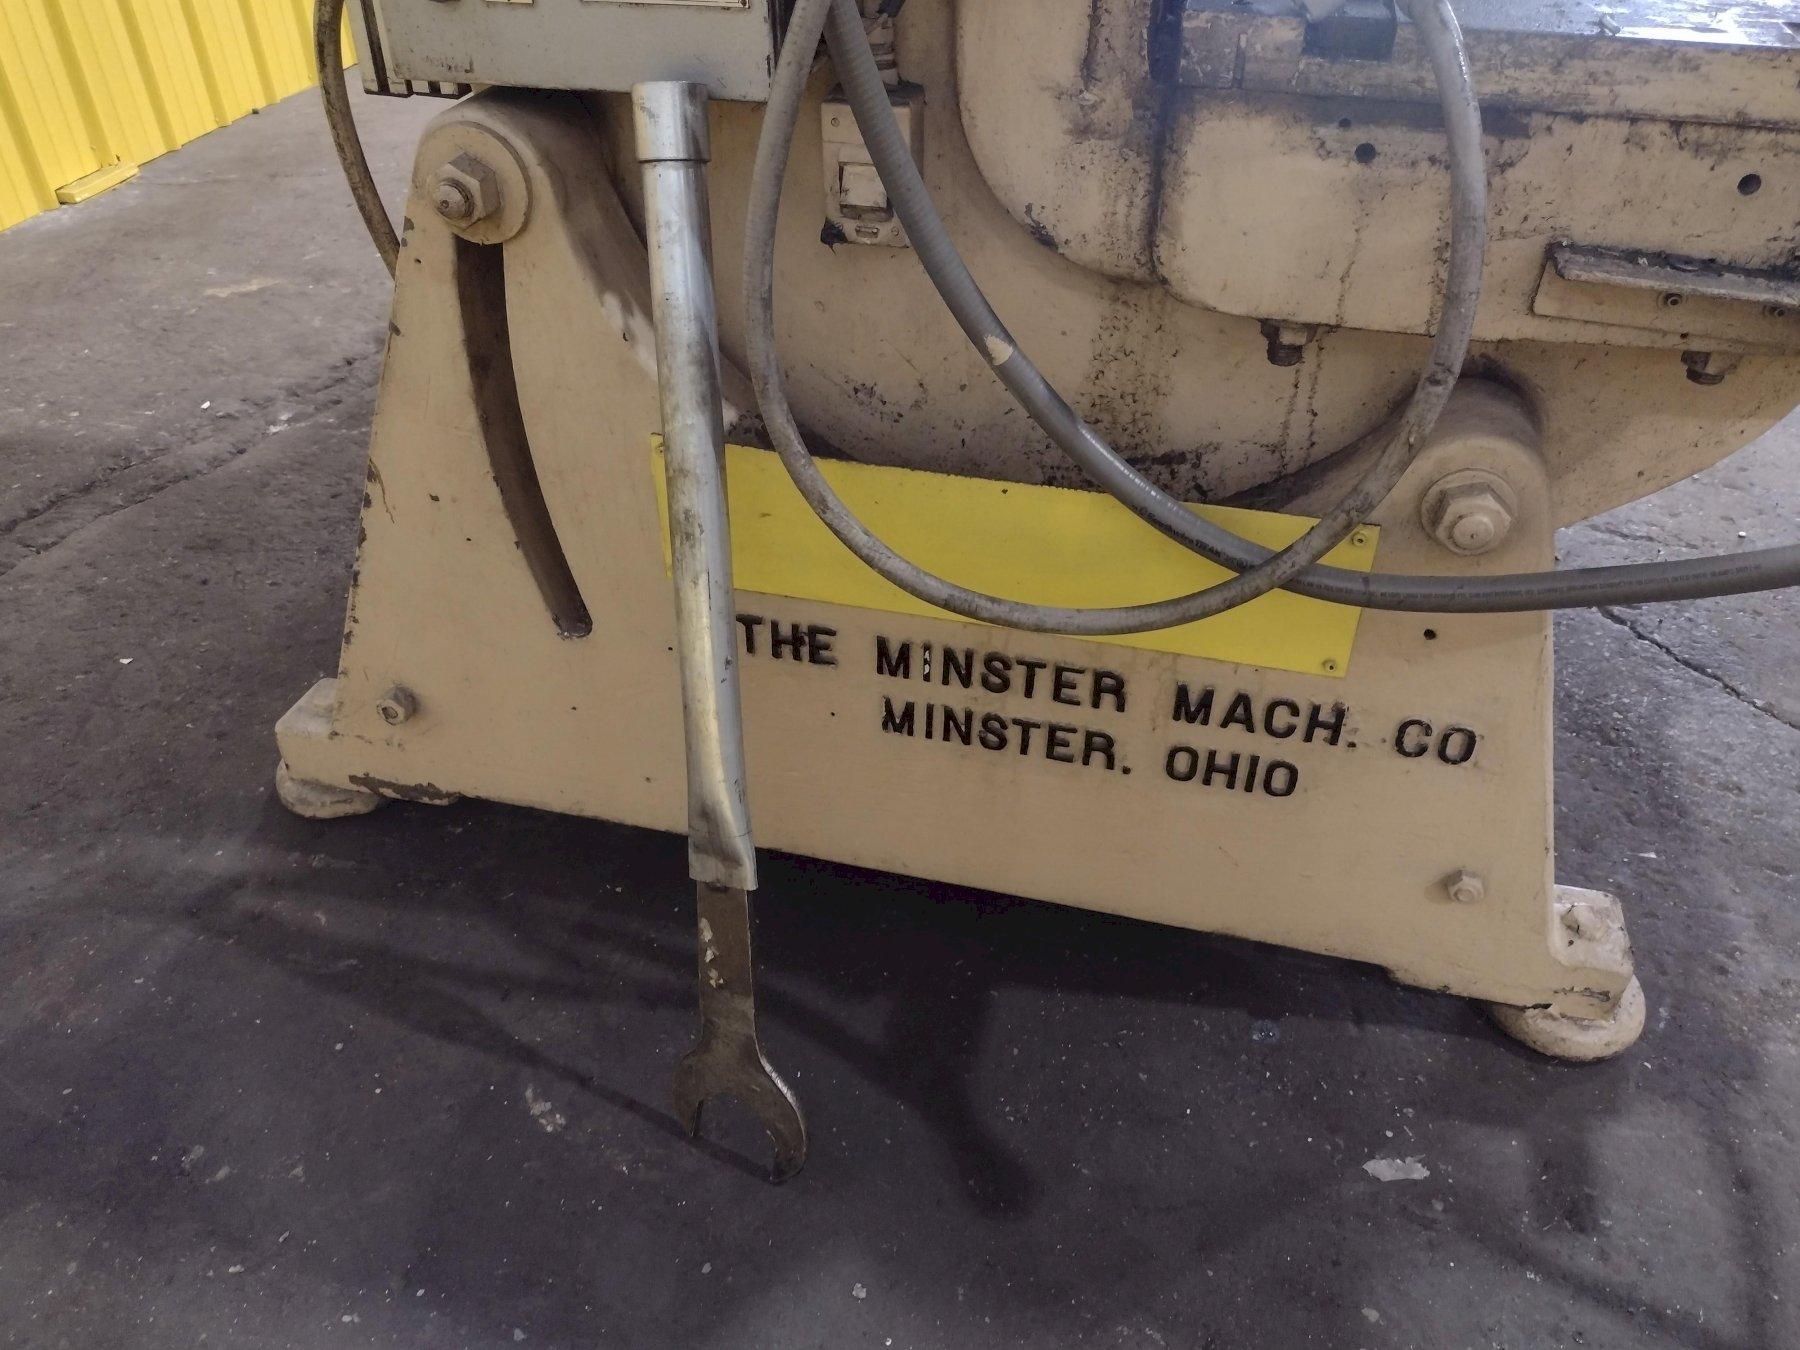 THE MINSTER MACH. CO
MINSTER. OHIO